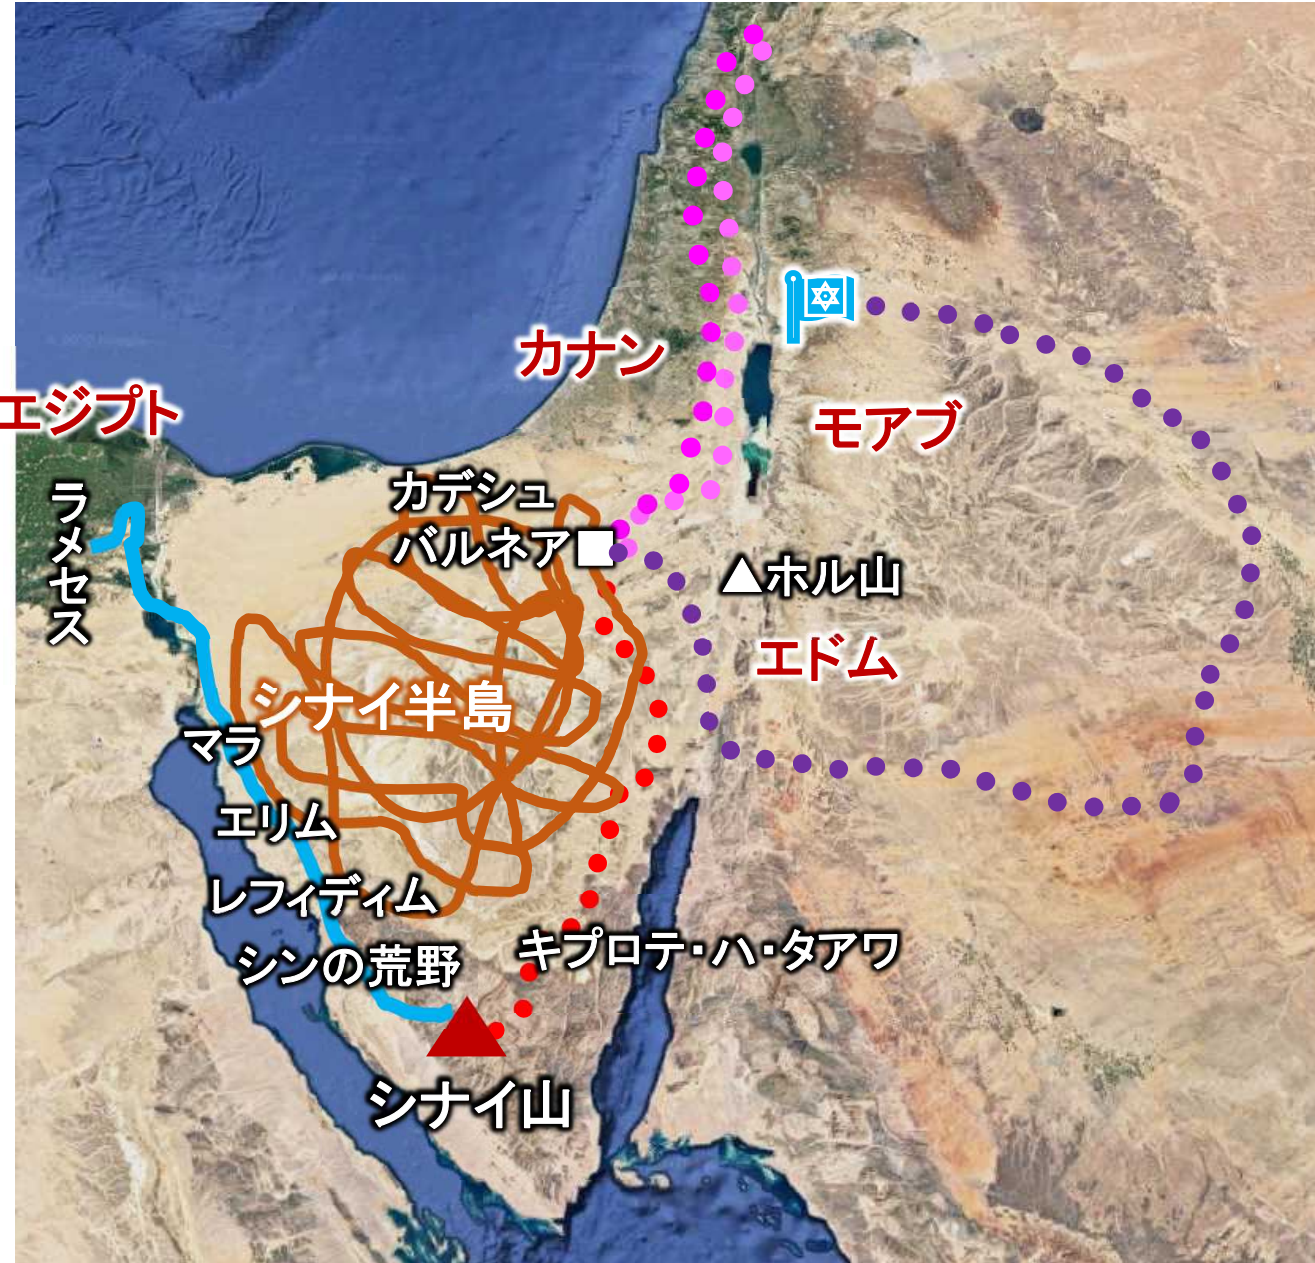 カナン
エジプト
モアブ
ラメセス
カデシュ
バルネア
ホル山
エドム
シナイ半島
マラ
エリム
レフィディム
シンの荒野
キブロテ・ハ・タアワ
シナイ山